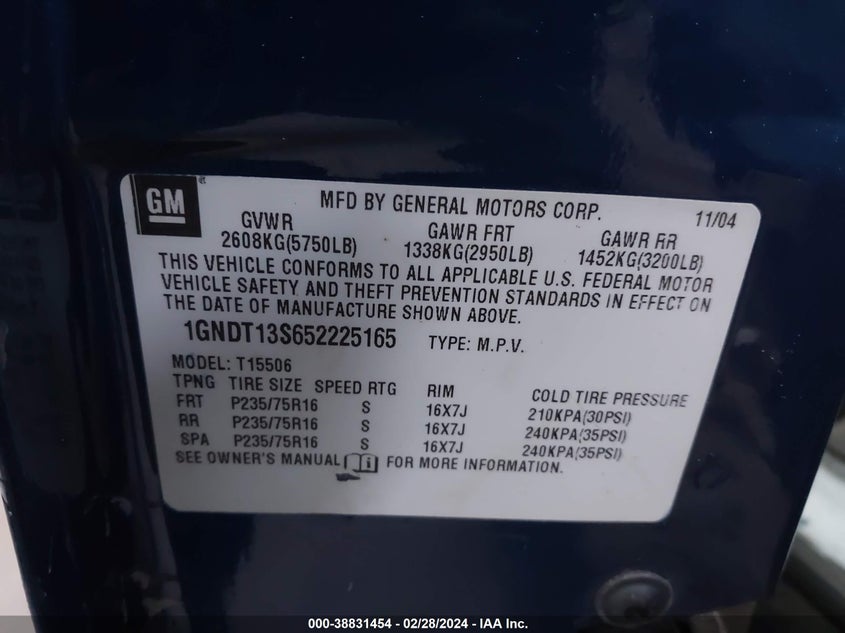 GM
MFD BY GENERAL MOTORS CORP. 11/04
GVWR GAWR FRT GAWR RR
2608KG(5750LB) 1338KG(2950LB) 1452KG(3200LB)
THIS VEHICLE CONFORMS TO ALL APPLICABLE U.S. FEDERAL MOTOR
VEHICLE SAFETY AND THEFT PREVENTION STANDARDS IN EFFECT ON
THE DATE OF MANUFACTURE SHOWN ABOVE.
1GNDT13S652225165 TYPE: M.P.V.
MODEL: T15506
TPNG TIRE SIZE SPEED RTG RIM COLD TIRE PRESSURE
FRT P235/75R16 S 16X7J 210KPA(30PSI)
RR P235/75R16 S 16X7J 240KPA(35PSI)
SPA P235/75R16 S 16X7J 240KPA(35PSI)
SEE OWNER'S MANUAL i FOR MORE INFORMATION.
000-38831454 | 02/28/2024 | IAA Inc.